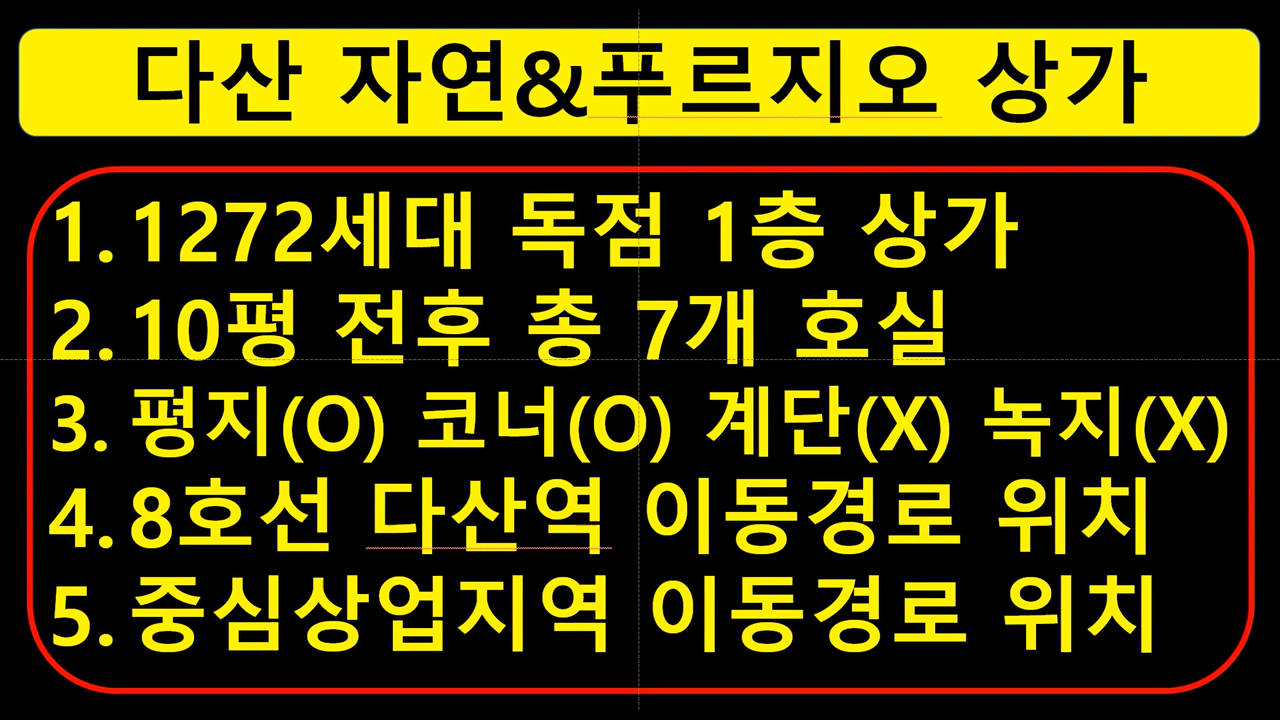 다산 자연&푸르지오 상가
1. 1272세대 독점 1층 상가
2. 10평 전후 총 7개 호실
3. 평지(O) 코너(O) 계단(X) 녹지(X)
4. 8호선 다산역 이동경로 위치
5. 중심상업지역 이동경로 위치